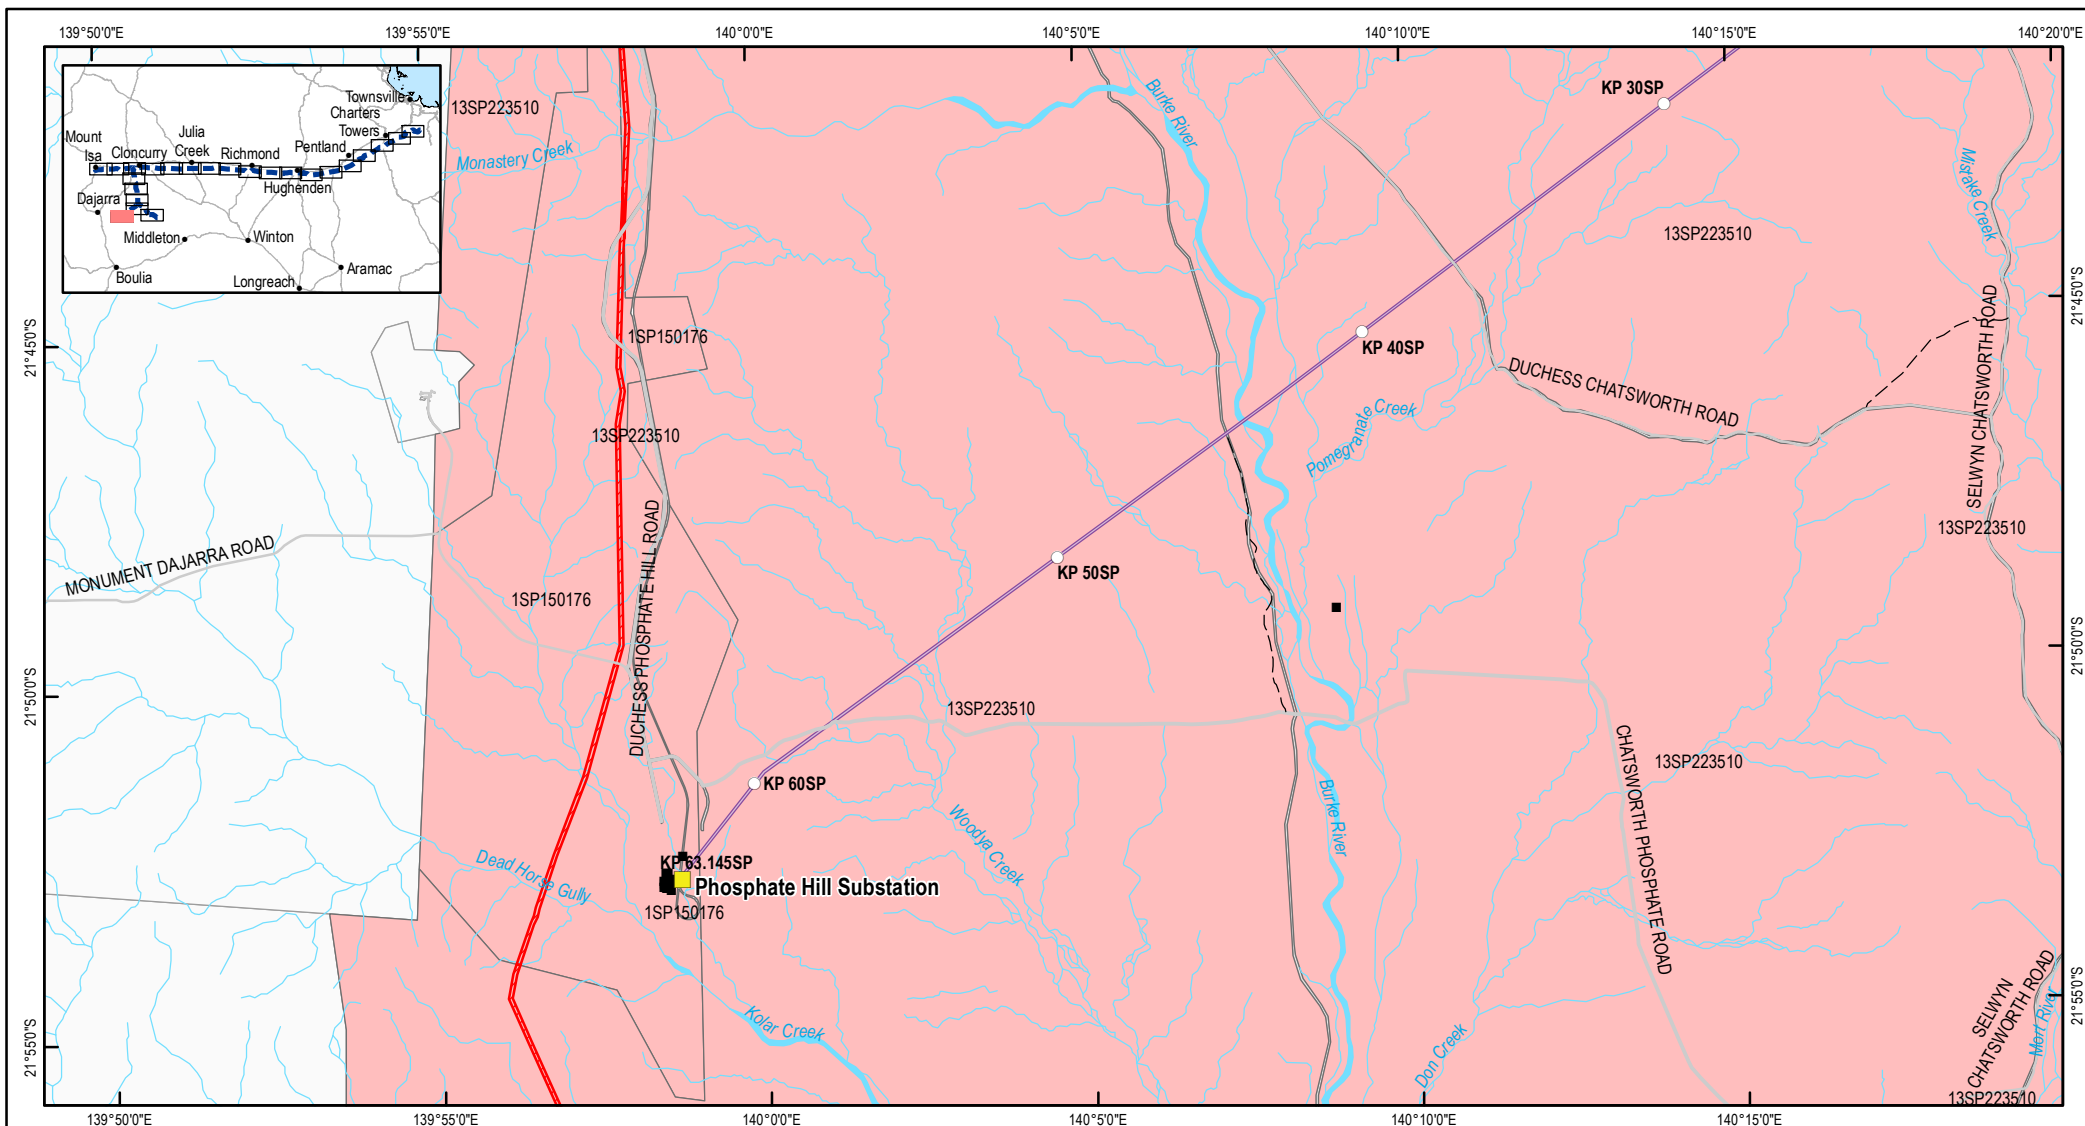 139°50'0"E
139°55'0"E
140°0'0"E
140°5'0"E
140°10'0"E
140°15'0"E
140°20'0"E
Townsville
Charters
Towers
Mount
Isa
Cloncurry
Julia
Creek
Richmond
Pentland
Hughenden
Dajarra
Middleton
Winton
Boulia
Longreach
Aramac
13SP223510
Monastery Creek
Burke River
KP 30SP
Mistake Creek
13SP223510
21°45'0"S
21°45'0"S
1SP150176
KP 40SP
DUCHESS CHATSWORTH ROAD
SELWYN CHATSWORTH ROAD
Pomegranate Creek
13SP223510
13SP223510
MONUMENT DAJARRA ROAD
KP 50SP
1SP150176
DUCHESS PHOSPHATE HILL ROAD
21°50'0"S
21°50'0"S
13SP223510
CHATSWORTH PHOSPHATE ROAD
13SP223510
KP 60SP
Woodya Creek
Burke River
Dead Horse Gully
KP 63.145SP
Phosphate Hill Substation
1SP150176
Kolar Creek
Don Creek
SELWYN
CHATSWORTH ROAD
Mort River
21°55'0"S
21°55'0"S
13SP223510
139°50'0"E
139°55'0"E
140°0'0"E
140°5'0"E
140°10'0"E
140°15'0"E